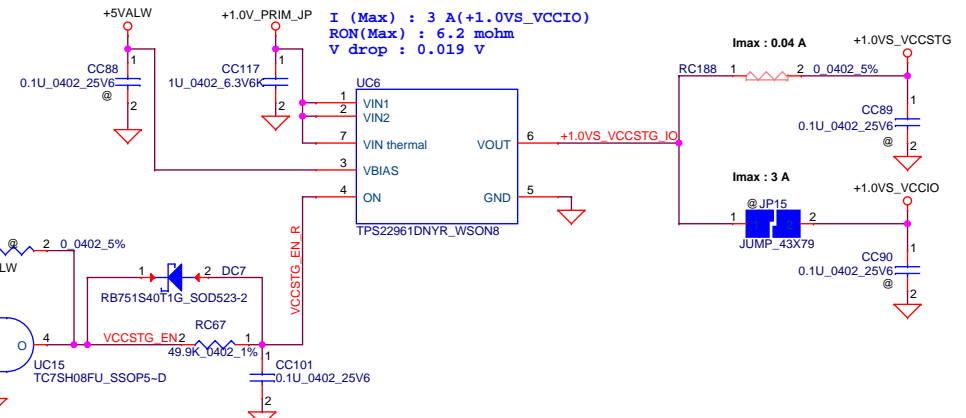 +5VALW
+1.0V_PRIM_JP
I (Max) : 3 A(+1.0VS_VCCIO)
RON(Max) : 6.2 mohm
V drop : 0.019 V
1
CC88
0.1U_0402_25V6
@
2
1
CC117
1U_0402_6.3V6K
2
UC6
1
VIN1
2
VIN2
7
VIN thermal
3
VBIAS
4
ON
VOUT
6
GND
5
TPS22961DNYR_WSON8
+1.0VS_VCCSTG_IO
Imax : 0.04 A
+1.0VS_VCCSTG
RC188
1
2
0_0402_5%
1
CC89
0.1U_0402_25V6
@
2
Imax : 3 A
+1.0VS_VCCIO
@
JP15
1
1
2
2
JUMP_43X79
1
CC90
0.1U_0402_25V6
@
2
@
2
0_0402_5%
LW
1
2
DC7
RB751S40T1G_SOD523-2
VCCSTG_EN_R
RC67
O
4
VCCSTG_EN
2
1
49.9K_0402_1%
UC15
TC7SH08FU_SSOP5~D
1
CC101
0.1U_0402_25V6
2